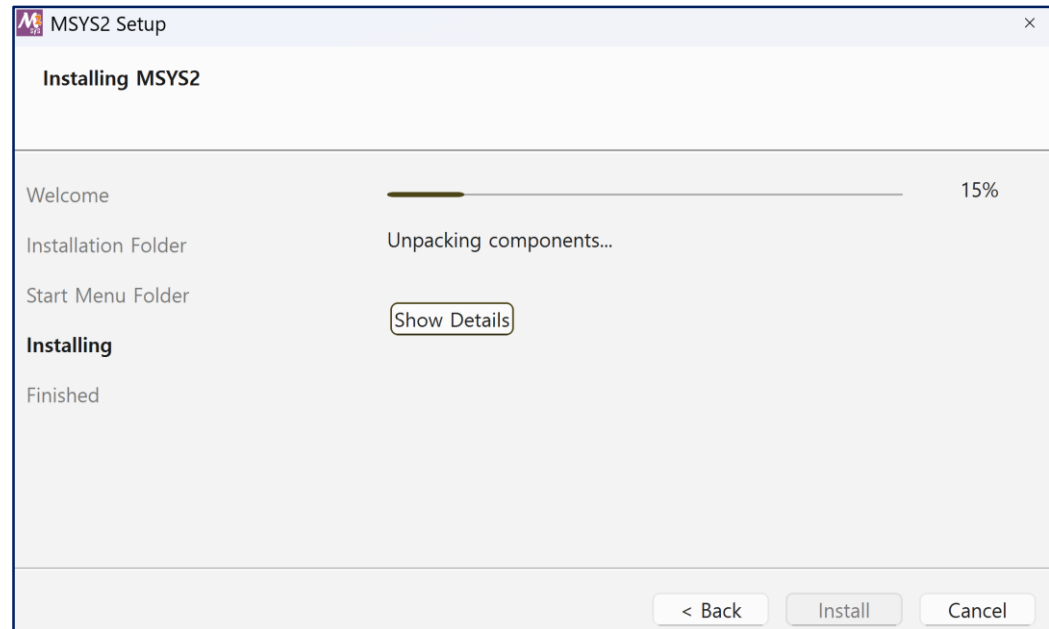 MSYS2 Setup
Installing MSYS2
Welcome
Installation Folder
Start Menu Folder
Installing
Finished
15%
Unpacking components...
Show Details
< Back
Install
Cancel